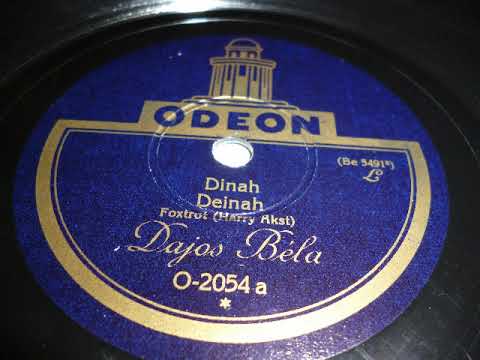 ODEON
(Be 5491²)
L
Dinah
Deinah
Foxtrot (Harry Akst)
Dajos Béla
O-2054 a
*